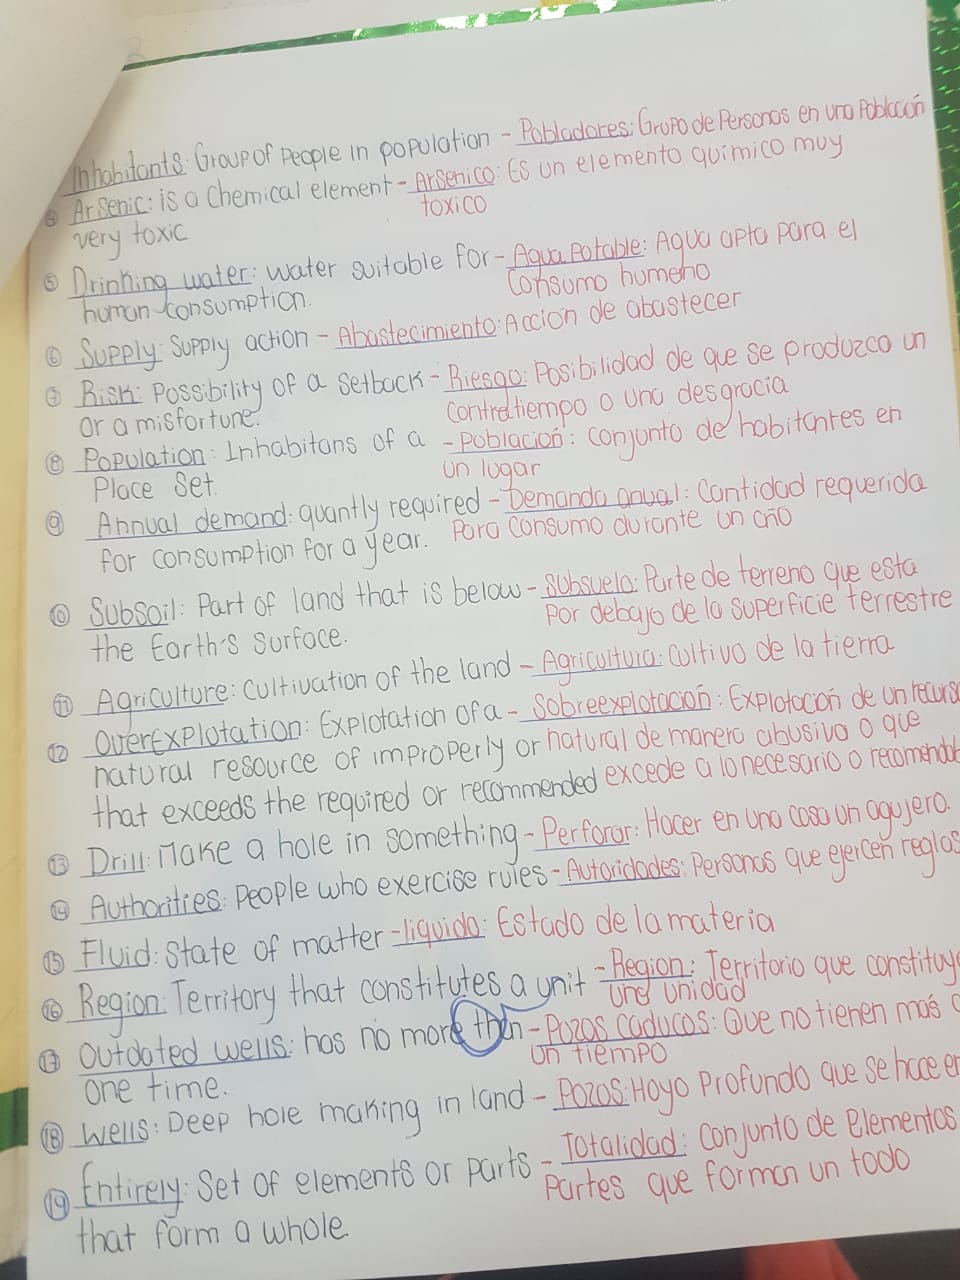 Inhabitants: Group of People in population - Pobladores: Grupo de Personas en una Población
④ Arsenic: is a Chemical element - Arsenico: Es un elemento químico muy
very toxic toxico
⑤ Drinking water: water suitable for - Agua Potable: Agua apta para el
human consumption. Consumo humano
⑥ Supply: Supply action - Abastecimiento: Acción de abastecer
⑦ Risk: Possibility of a setback - Riesgo: Posibilidad de que se produzca un
or a misfortune. Contratiempo o una desgracia
⑧ Population: Inhabitans of a - Población: Conjunto de habitantes en
Place Set. un lugar
⑨ Annual demand: quantly required - Demanda anual: Cantidad requerida
for consumption for a year. Para Consumo durante un año
⑩ Subsoil: Part of land that is below - Subsuelo: Parte de terreno que esta
the Earth's Surface. Por debajo de la superficie terrestre
⑪ Agriculture: Cultivation of the land - Agricultura: Cultivo de la tierra
⑫ OverExplotation: Explotation of a - Sobreexplotación: Explotación de un recurso
natural resource of improperly or natural de manera abusiva o que
that exceeds the required or recommended excede a lo necesario o recomendab
⑬ Drill: Make a hole in something - Perforar: Hacer en una cosa un agujero.
⑭ Authorities: People who exercise rules - Autoridades: Personas que ejercen reglas
⑮ Fluid: State of matter - liquido: Estado de la materia
⑯ Region: Territory that constitutes a unit - Region: Territorio que constituye
una unidad
⑰ Outdated wells: has no more then - Pozos Caducos: Que no tienen más
one time. un tiempo
⑱ Wells: Deep hole making in land - Pozos: Hoyo Profundo que se hace en
⑲ Entirely: Set of elements or parts - Totalidad: Conjunto de Elementos
that form a whole. Partes que forman un todo